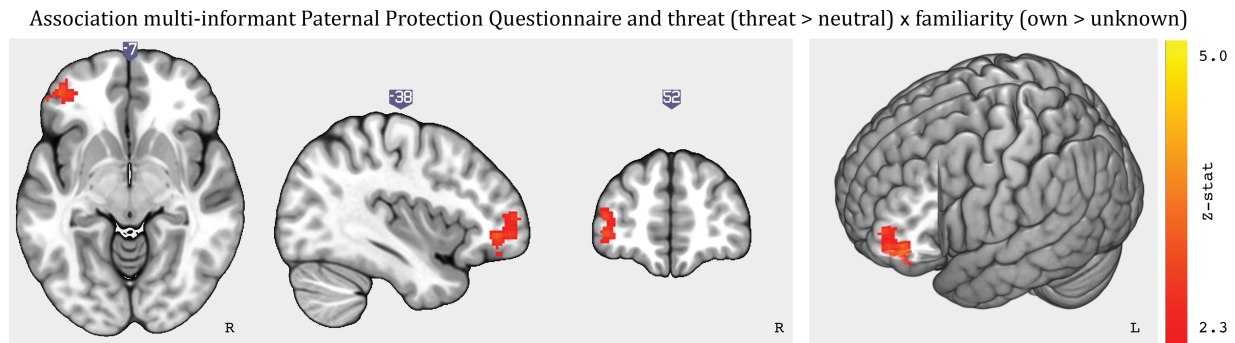 Association multi-informant Paternal Protection Questionnaire and threat (threat > neutral) x familiarity (own > unknown)
-7
-38
52
5.0
Z-stat
2.3
R
R
L